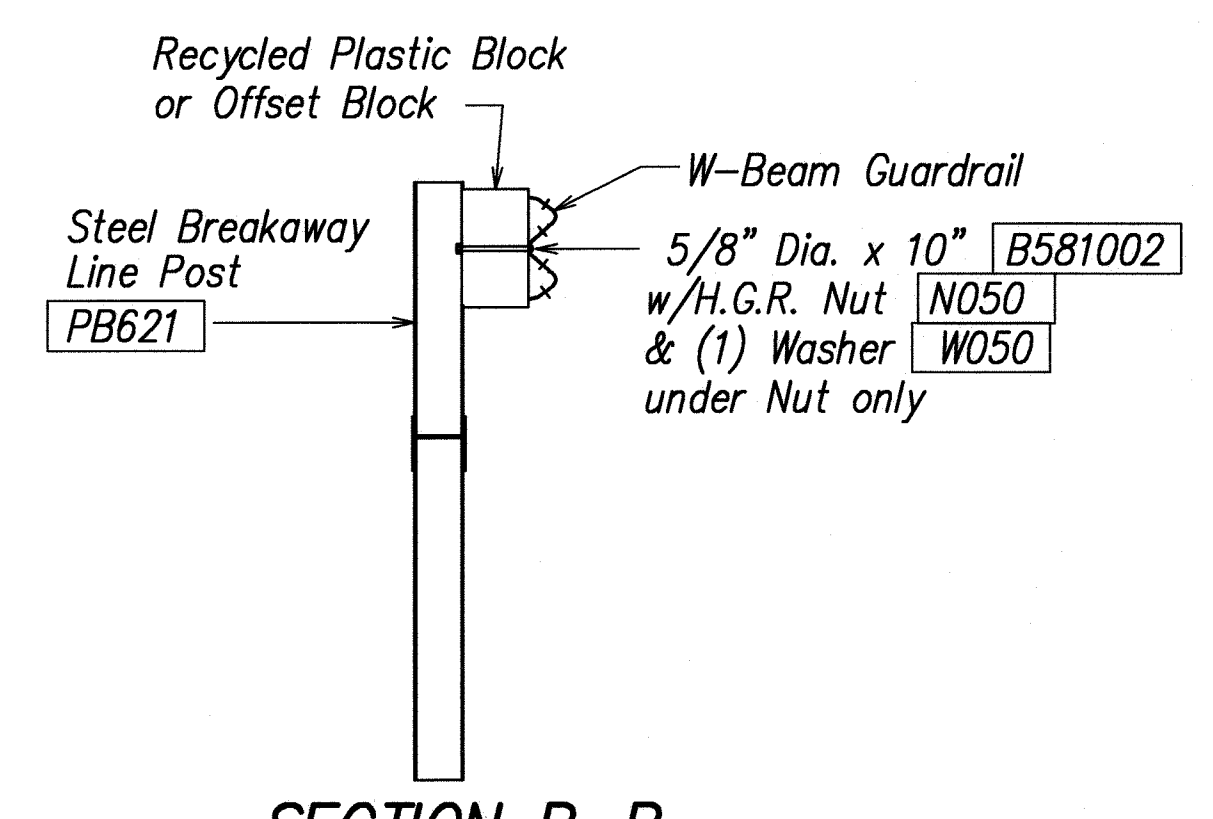 Recycled Plastic Block
or Offset Block
W-Beam Guardrail
Steel Breakaway
Line Post
PB621
5/8" Dia. x 10" B581002
w/H.G.R. Nut N050
& (1) Washer W050
under Nut only
SECTION B-B